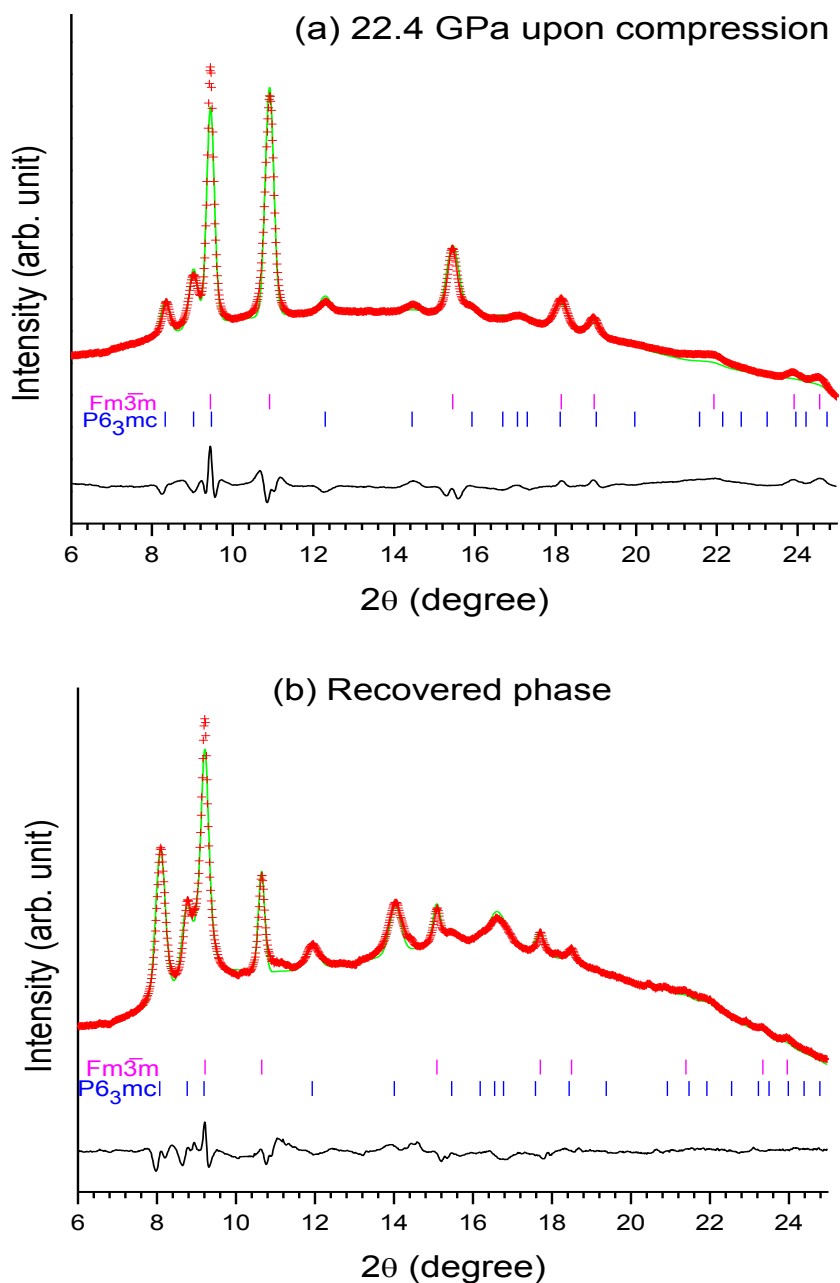 (a) 22.4 GPa upon compression
Intensity (arb. unit)
Fm3̅m
P6₃mc
6 8 10 12 14 16 18 20 22 24
2θ (degree)
(b) Recovered phase
Intensity (arb. unit)
Fm3̅m
P6₃mc
6 8 10 12 14 16 18 20 22 24
2θ (degree)